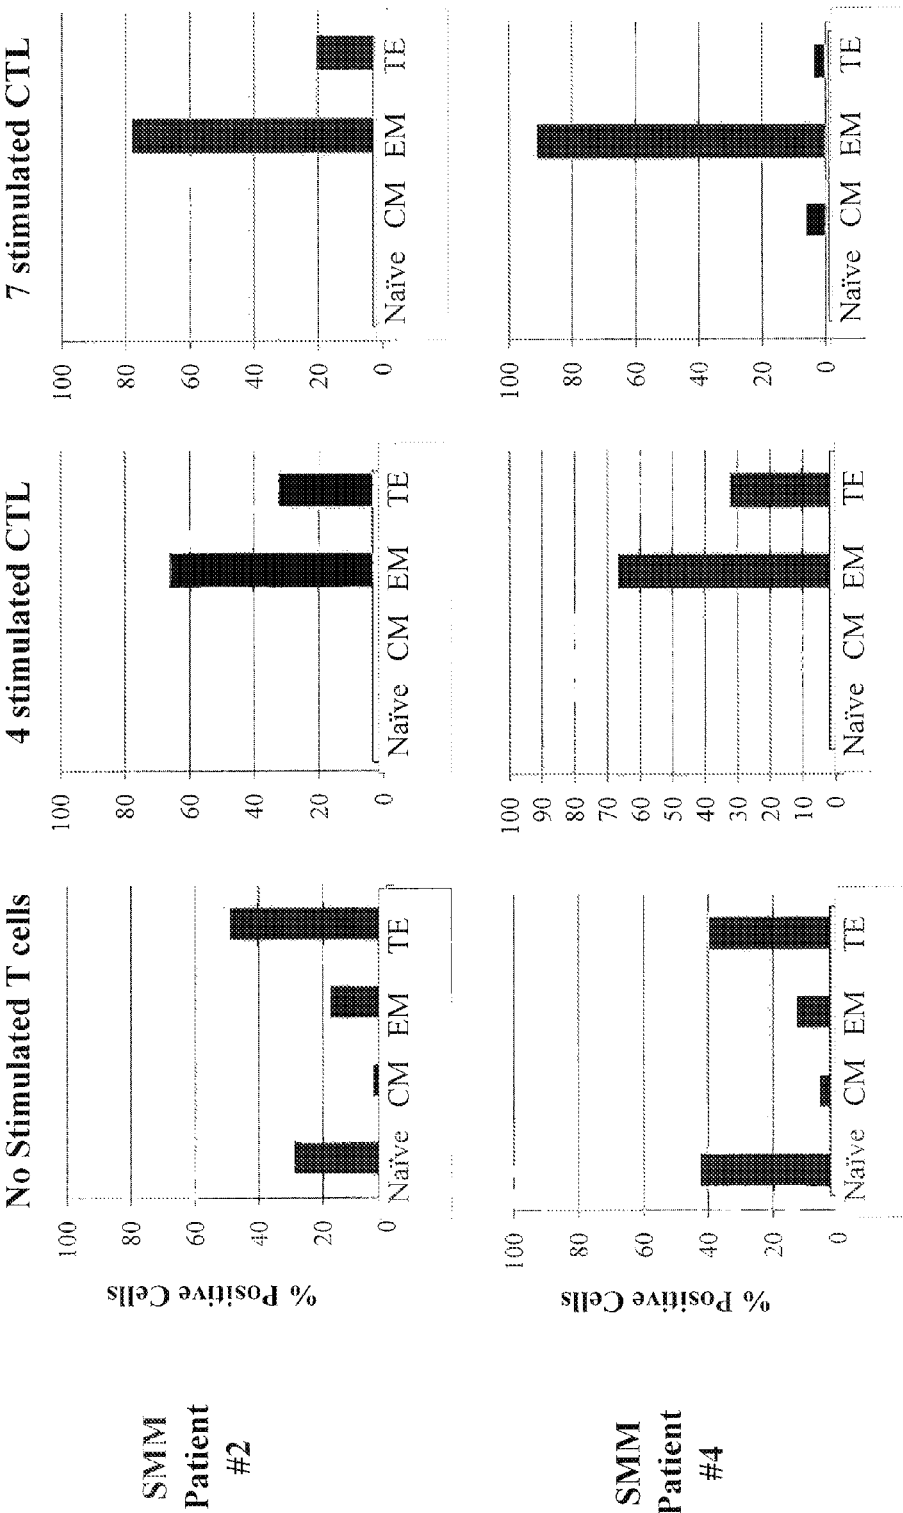 No Stimulated T cells
4 stimulated CTL
7 stimulated CTL
SMM
Patient
#2
% Positive Cells
100
80
60
40
20
0
Naïve CM EM TE
100
80
60
40
20
0
Naïve CM EM TE
100
80
60
40
20
0
Naïve CM EM TE
SMM
Patient
#4
% Positive Cells
100
80
60
40
20
0
Naïve CM EM TE
100
90
80
70
60
50
40
30
20
10
0
Naïve CM EM TE
100
80
60
40
20
0
Naïve CM EM TE